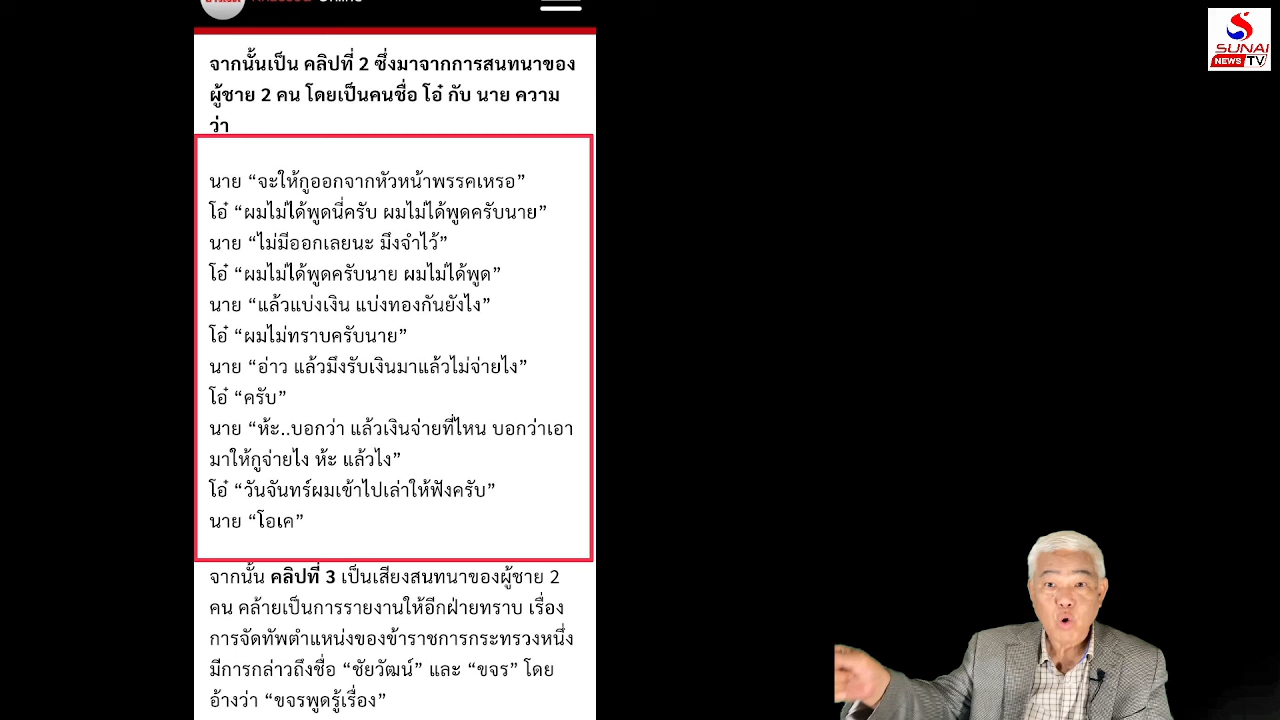 SUNAI
NEWS TV
จากนั้นเป็น คลิปที่ 2 ซึ่งมาจากการสนทนาของ
ผู้ชาย 2 คน โดยเป็นคนชื่อ โอ๋ กับ นาย ความ
ว่า
นาย “จะให้กูออกจากหัวหน้าพรรคเหรอ”
โอ๋ “ผมไม่ได้พูดนี่ครับ ผมไม่ได้พูดครับนาย”
นาย “ไม่มีออกเลยนะ มึงจำไว้”
โอ๋ “ผมไม่ได้พูดครับนาย ผมไม่ได้พูด”
นาย “แล้วแบ่งเงิน แบ่งทองกันยังไง”
โอ๋ “ผมไม่ทราบครับนาย”
นาย “อ่าว แล้วมึงรับเงินมาแล้วไม่จ่ายไง”
โอ๋ “ครับ”
นาย “ห้ะ..บอกว่า แล้วเงินจ่ายที่ไหน บอกว่าเอา
มาให้กูจ่ายไง ห้ะ แล้วไง”
โอ๋ “วันจันทร์ผมเข้าไปเล่าให้ฟังครับ”
นาย “โอเค”
จากนั้น คลิปที่ 3 เป็นเสียงสนทนาของผู้ชาย 2
คน คล้ายเป็นการรายงานให้อีกฝ่ายทราบ เรื่อง
การจัดทัพตำแหน่งของข้าราชการกระทรวงหนึ่ง
มีการกล่าวถึงชื่อ “ชัยวัฒน์” และ “ขจร” โดย
อ้างว่า “ขจรพูดรู้เรื่อง”